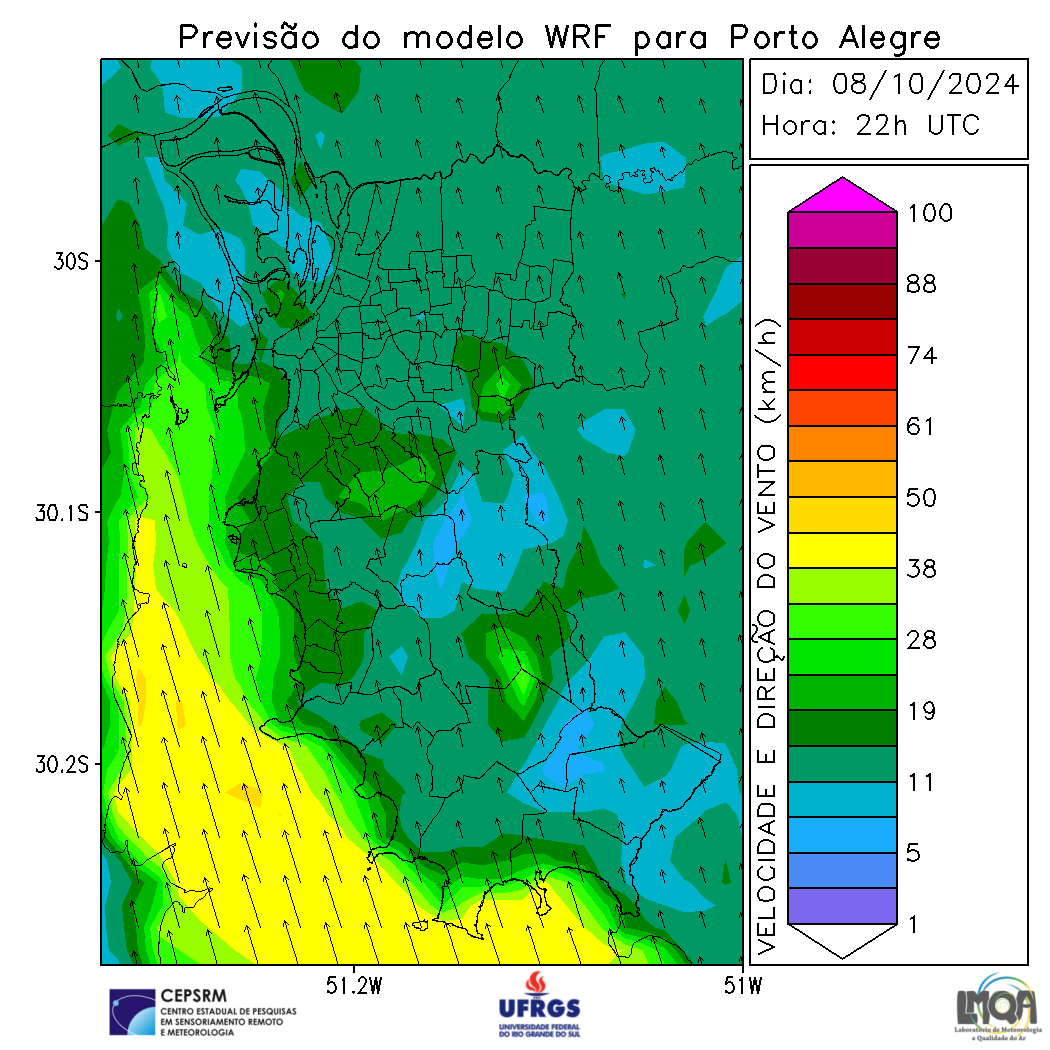 Previsão do modelo WRF para Porto Alegre
Dia: 08/10/2024
Hora: 22h UTC
30S
30.1S
30.2S
51.2W
51W
VELOCIDADE E DIREÇÃO DO VENTO (km/h)
100
88
74
61
50
38
28
19
11
5
1
CEPSRM
CENTRO ESTADUAL DE PESQUISAS
EM SENSORIAMENTO REMOTO
E METEOROLOGIA
UFRGS
UNIVERSIDADE FEDERAL
DO RIO GRANDE DO SUL
LMQA
Laboratório de Meteorologia
e Qualidade do Ar